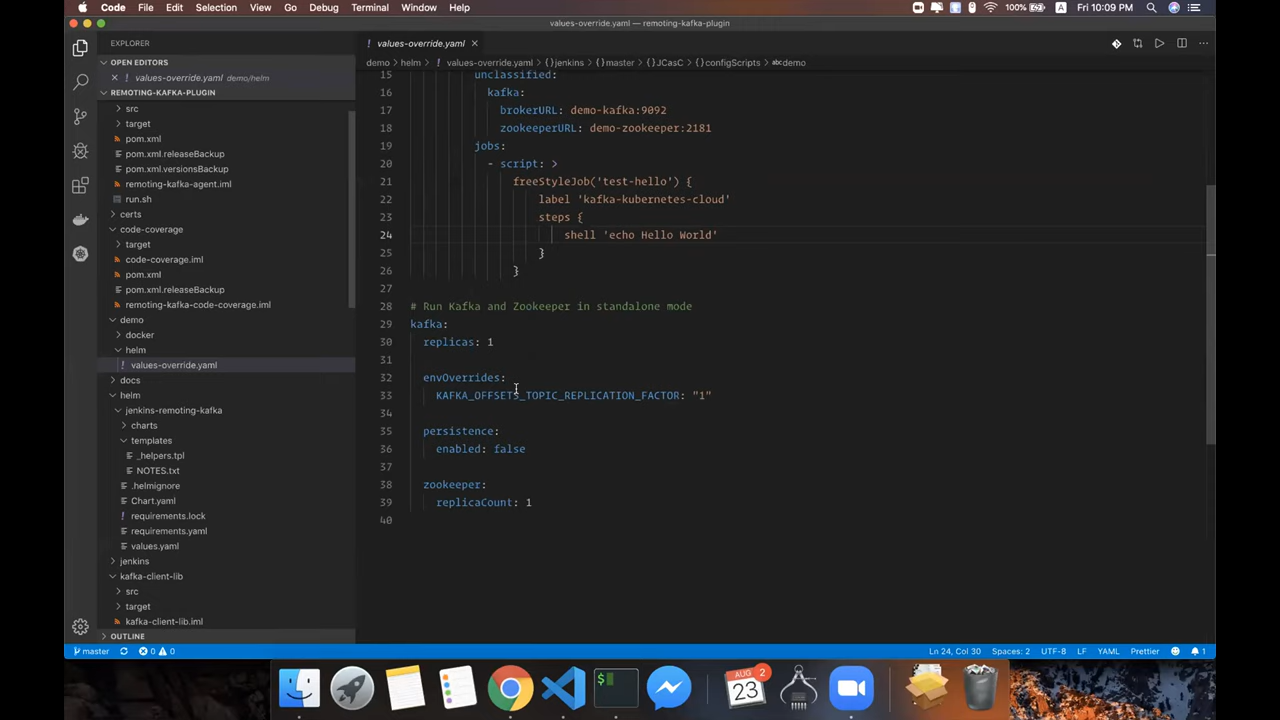 Code File Edit Selection View Go Debug Terminal Window Help 100% Fri 10:09 PM
values-override.yaml — remoting-kafka-plugin
EXPLORER
OPEN EDITORS
values-override.yaml demo/helm
REMOTING-KAFKA-PLUGIN
src
target
pom.xml
pom.xml.releaseBackup
pom.xml.versionsBackup
remoting-kafka-agent.iml
run.sh
certs
code-coverage
target
code-coverage.iml
pom.xml
pom.xml.releaseBackup
remoting-kafka-code-coverage.iml
demo
docker
helm
values-override.yaml
docs
helm
jenkins-remoting-kafka
charts
templates
_helpers.tpl
NOTES.txt
.helmignore
Chart.yaml
requirements.lock
requirements.yaml
values.yaml
jenkins
kafka-client-lib
src
target
kafka-client-lib.iml
OUTLINE
values-override.yaml
demo > helm > values-override.yaml > {}jenkins > {}master > {}JCasC > {}configScripts > abc demo
15 unclassified:
16 kafka:
17 brokerURL: demo-kafka:9092
18 zookeeperURL: demo-zookeeper:2181
19 jobs:
20 - script: >
21 freeStyleJob('test-hello') {
22 label 'kafka-kubernetes-cloud'
23 steps {
24 shell 'echo Hello World'
25 }
26 }
27
28 # Run Kafka and Zookeeper in standalone mode
29 kafka:
30 replicas: 1
31
32 envOverrides:
33 KAFKA_OFFSETS_TOPIC_REPLICATION_FACTOR: "1"
34
35 persistence:
36 enabled: false
37
38 zookeeper:
39 replicaCount: 1
40
master 0 0 Ln 24, Col 30 Spaces: 2 UTF-8 LF YAML Prettier 1
AUG 2
23
$